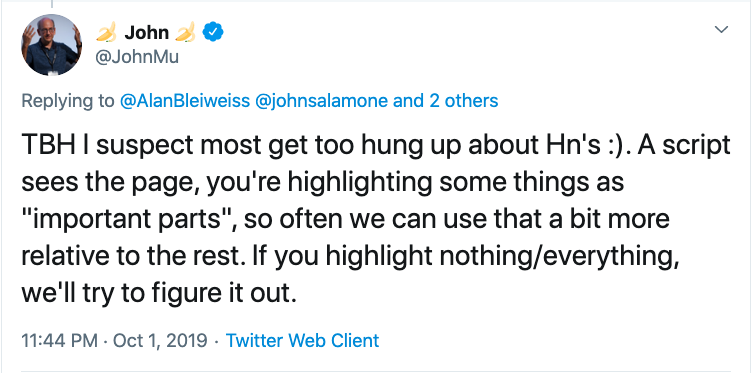 🍌 John 🍌
@JohnMu
Replying to @AlanBleiweiss @johnsalamone and 2 others
TBH I suspect most get too hung up about Hn's :). A script
sees the page, you're highlighting some things as
"important parts", so often we can use that a bit more
relative to the rest. If you highlight nothing/everything,
we'll try to figure it out.
11:44 PM · Oct 1, 2019 · Twitter Web Client